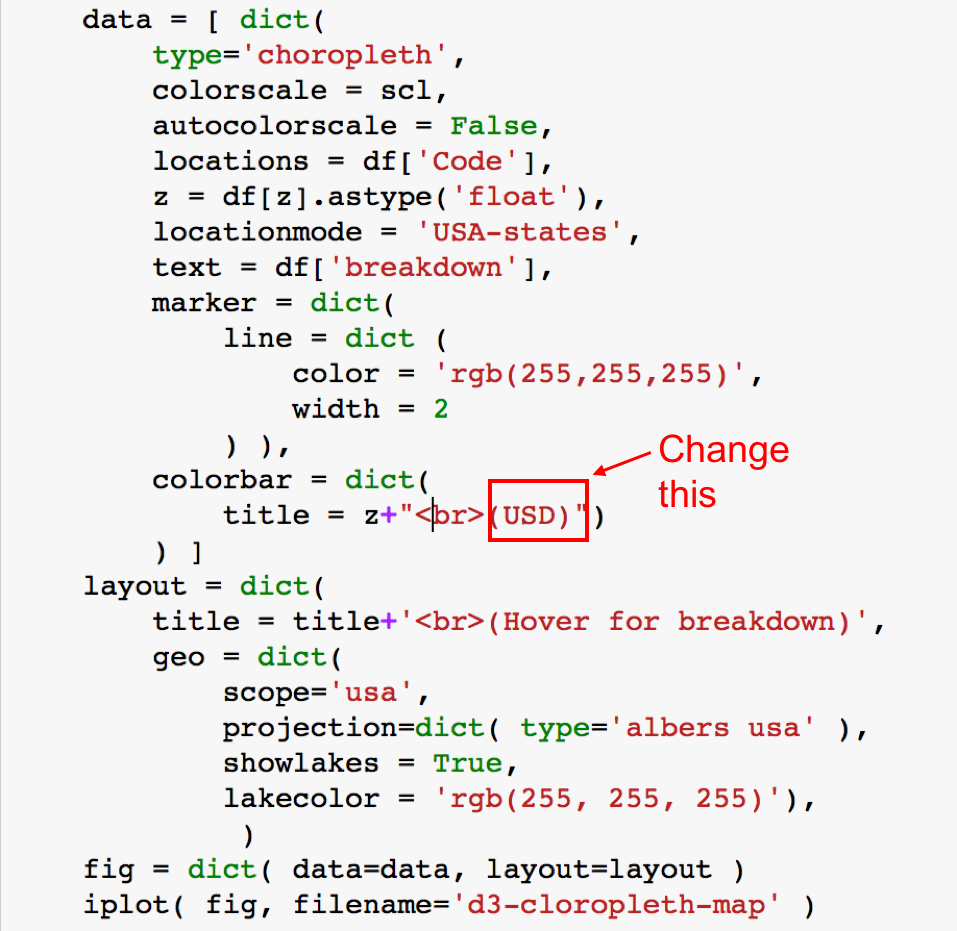 data = [ dict(
type='choropleth',
colorscale = scl,
autocolorscale = False,
locations = df['Code'],
z = df[z].astype('float'),
locationmode = 'USA-states',
text = df['breakdown'],
marker = dict(
line = dict (
color = 'rgb(255,255,255)',
width = 2
) ),
colorbar = dict(
title = z+"<br>(USD)")
) ]
Change
this
layout = dict(
title = title+'<br>(Hover for breakdown)',
geo = dict(
scope='usa',
projection=dict( type='albers usa' ),
showlakes = True,
lakecolor = 'rgb(255, 255, 255)'),
)
fig = dict( data=data, layout=layout )
iplot( fig, filename='d3-cloropleth-map' )